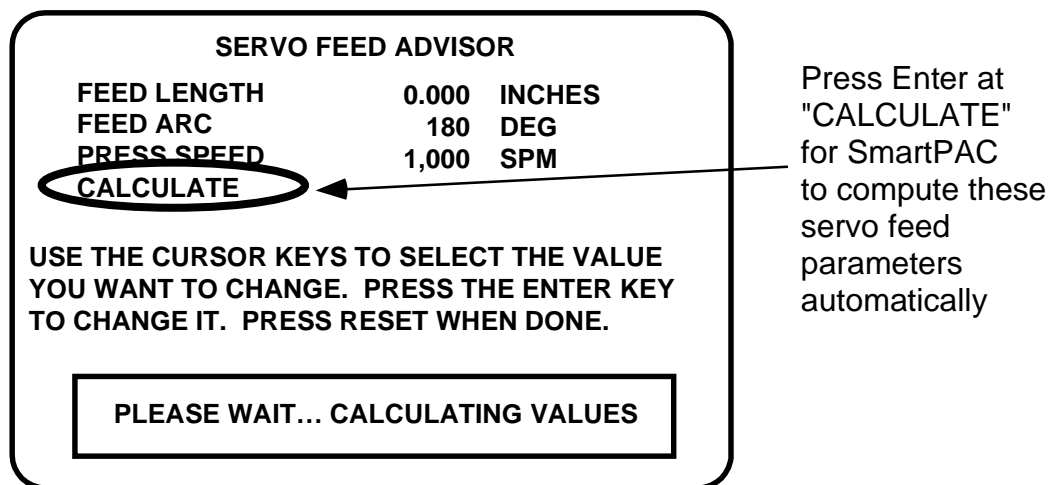 SERVO FEED ADVISOR
FEED LENGTH 0.000 INCHES
FEED ARC 180 DEG
PRESS SPEED 1,000 SPM
CALCULATE
USE THE CURSOR KEYS TO SELECT THE VALUE
YOU WANT TO CHANGE. PRESS THE ENTER KEY
TO CHANGE IT. PRESS RESET WHEN DONE.
PLEASE WAIT... CALCULATING VALUES
Press Enter at
"CALCULATE"
for SmartPAC
to compute these
servo feed
parameters
automatically